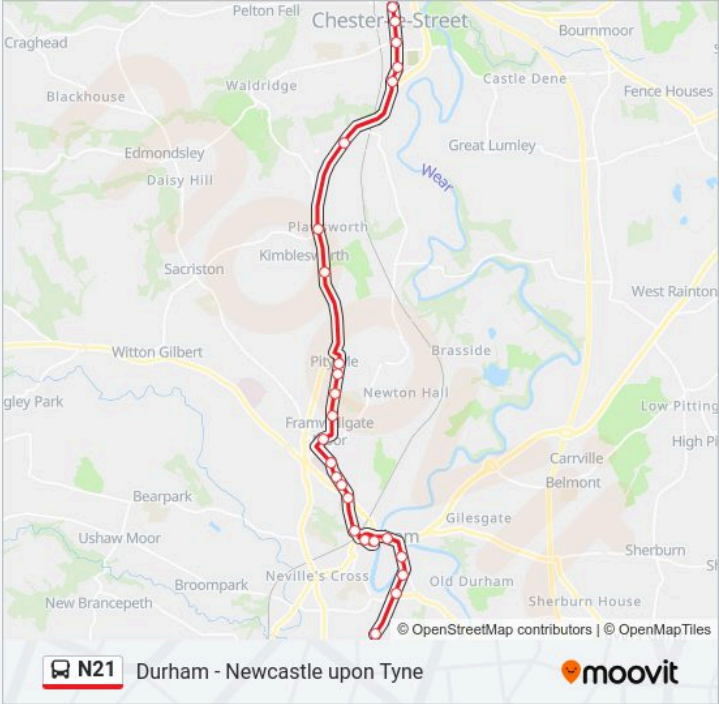 Pelton Fell
Chester-le-Street
Craghead
Bournmoor
Waldridge
Castle Dene
Blackhouse
Fence Houses
Edmondsley
Great Lumley
Daisy Hill
Wear
Kimblesworth
Sacriston
West Rainton
Witton Gilbert
Brasside
gley Park
Newton Hall
Low Pitting
High Pi
Carrville
Belmont
Bearpark
Gilesgate
Ushaw Moor
Sherburn
Sh
Neville's Cross
Old Durham
Broompark
New Brancepeth
Sherburn House
© OpenStreetMap contributors | © OpenMapTiles
N21 Durham - Newcastle upon Tyne
moovit